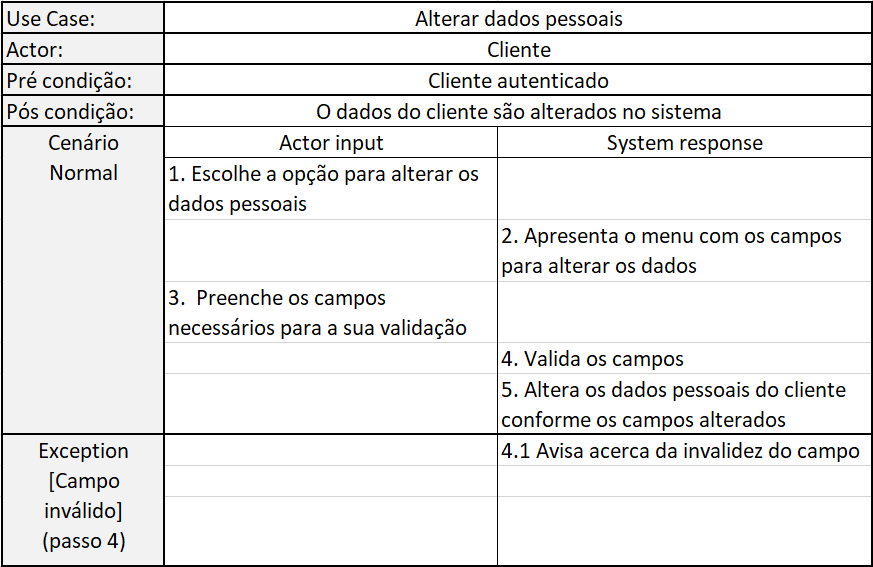 Use Case: Alterar dados pessoais
Actor: Cliente
Pré condição: Cliente autenticado
Pós condição: O dados do cliente são alterados no sistema
Cenário Normal
Actor input System response
1. Escolhe a opção para alterar os
dados pessoais
2. Apresenta o menu com os campos
para alterar os dados
3. Preenche os campos
necessários para a sua validação
4. Valida os campos
5. Altera os dados pessoais do cliente
conforme os campos alterados
Exception
[Campo
inválido]
(passo 4)
4.1 Avisa acerca da invalidez do campo